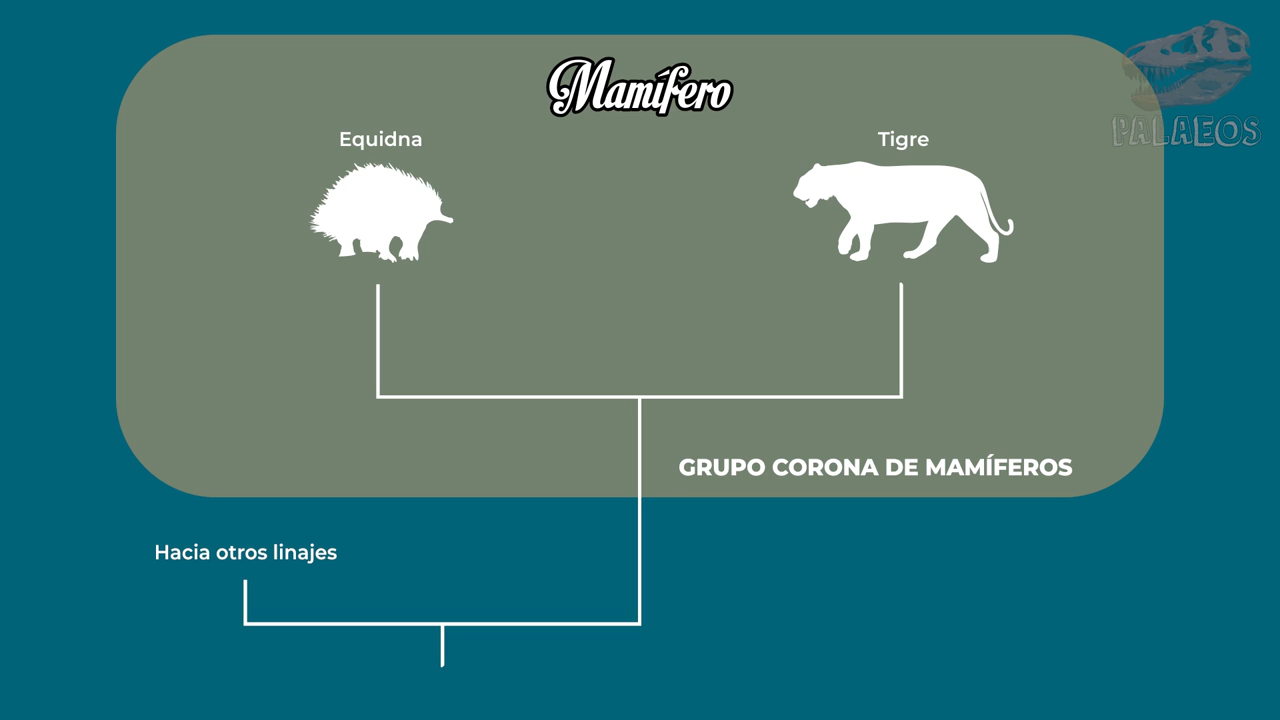 Mamífero
PALAEOS
Equidna
Tigre
GRUPO CORONA DE MAMÍFEROS
Hacia otros linajes